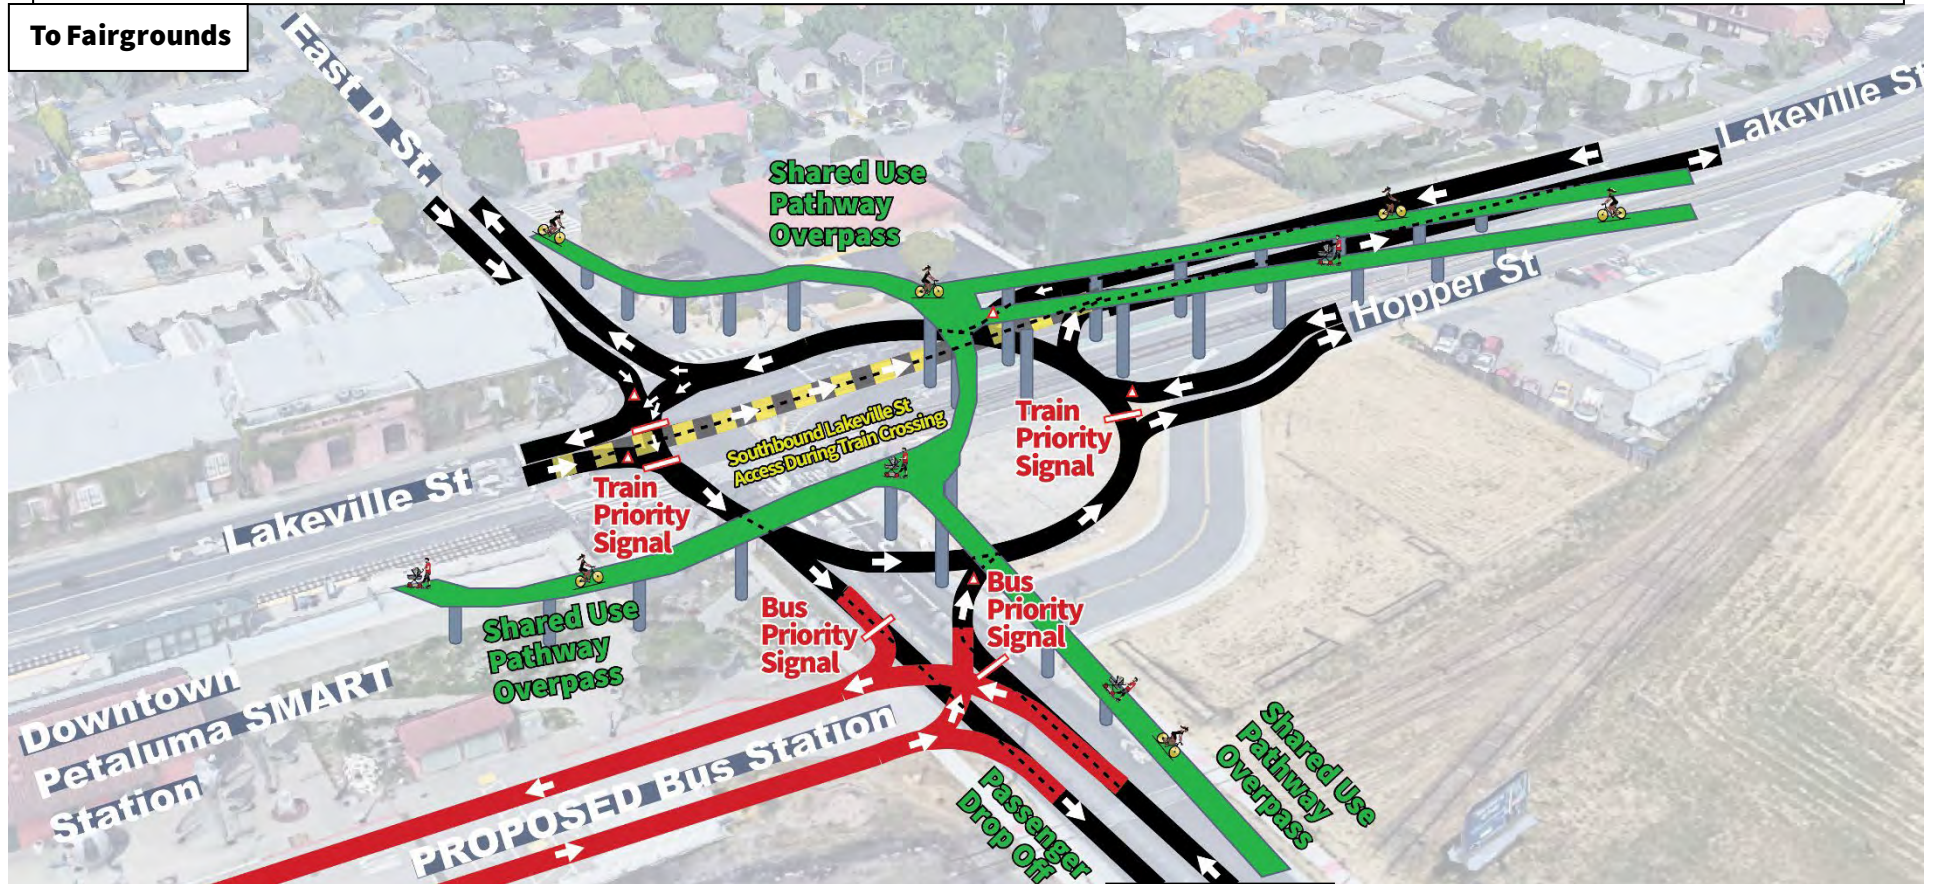 To Fairgrounds
East D St.
Lakeville St
Shared Use
Pathway
Overpass
Hopper St
Southbound Lakeville St
Access During Train Crossing
Train
Priority
Signal
Lakeville St
Train
Priority
Signal
Shared Use
Pathway
Overpass
Bus
Priority
Signal
Bus
Priority
Signal
Downtown
Petaluma SMART
Station
PROPOSED Bus Station
Passenger
Drop Off
Shared Use
Pathway
Overpass